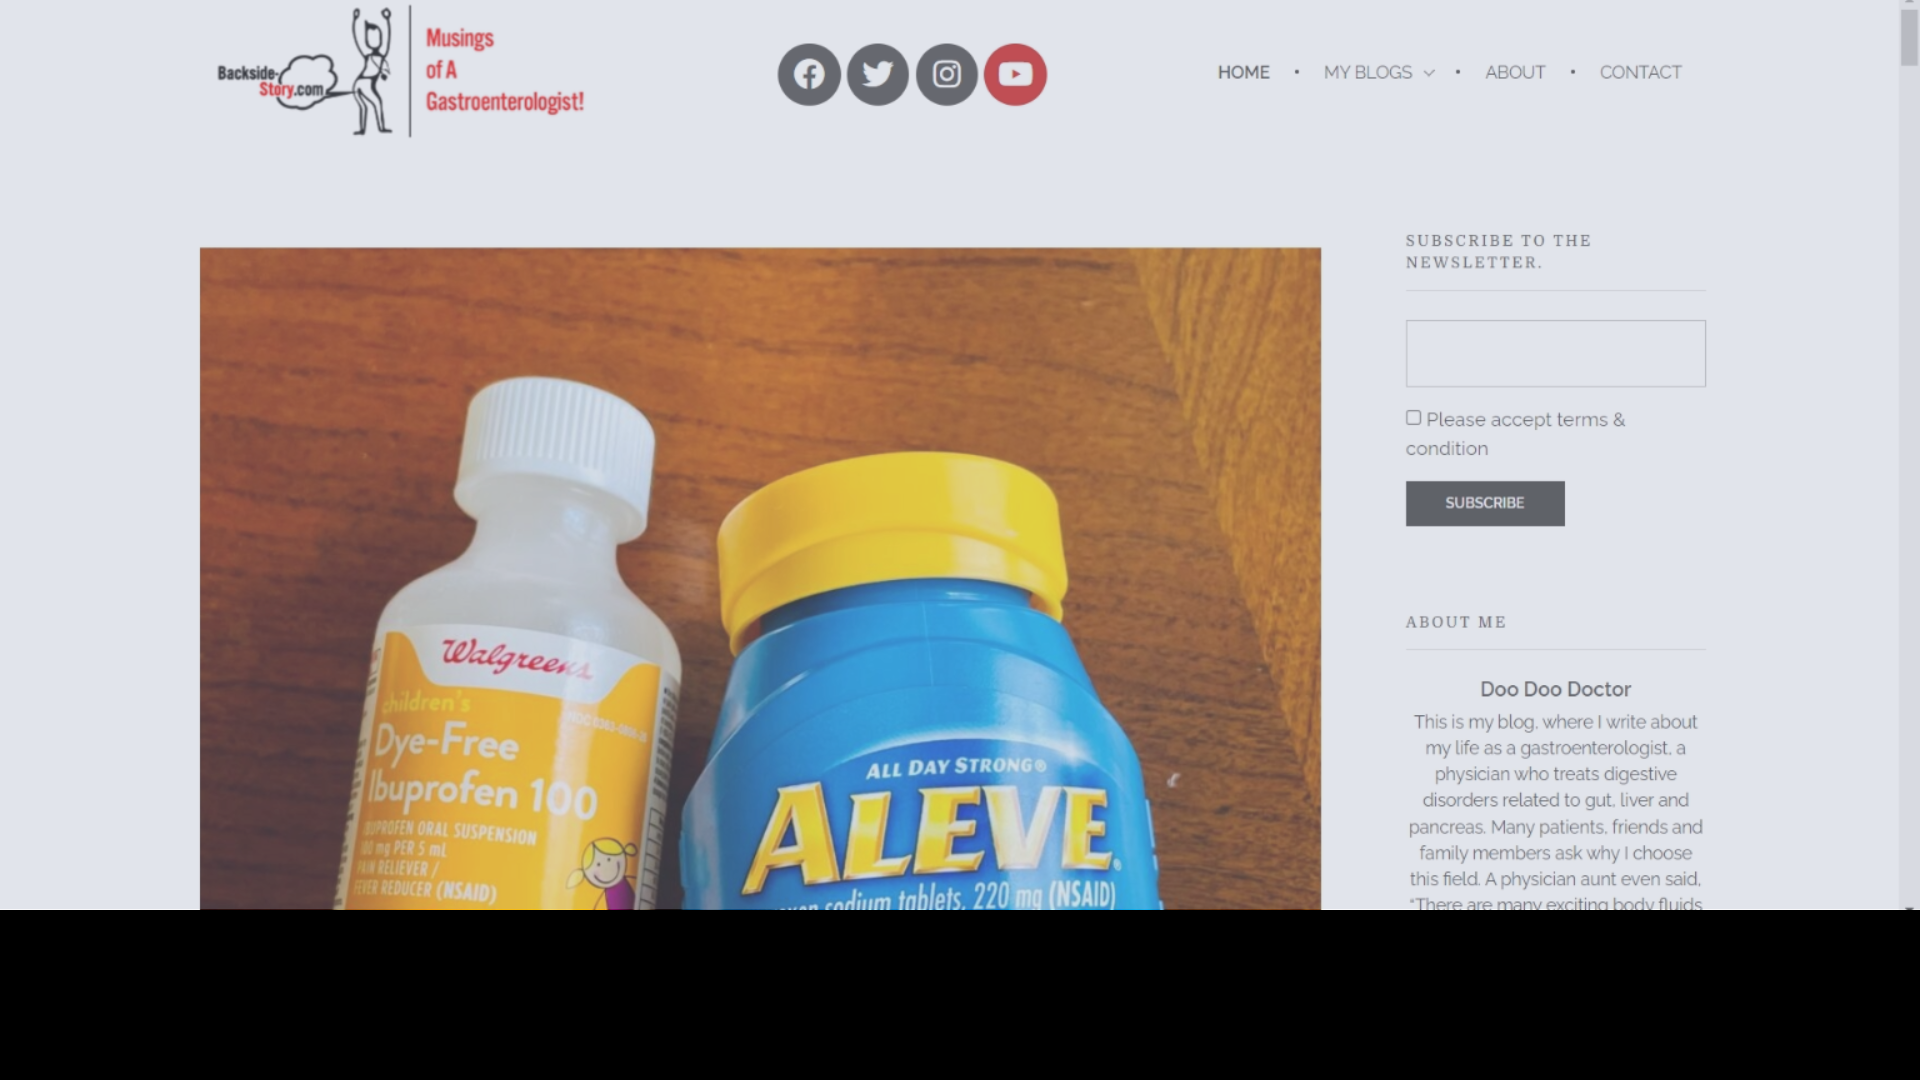 Backside-
Story.com
Musings
of A
Gastroenterologist!
HOME
MY BLOGS
ABOUT
CONTACT
Walgreens
children's
Dye-Free
Ibuprofen 100
IBUPROFEN ORAL SUSPENSION
100 mg PER 5 mL
PAIN RELIEVER /
FEVER REDUCER (NSAID)
ALL DAY STRONG®
ALEVE®
sodium tablets, 220 mg (NSAID)
SUBSCRIBE TO THE
NEWSLETTER.
Please accept terms &
condition
SUBSCRIBE
ABOUT ME
Doo Doo Doctor
This is my blog, where I write about
my life as a gastroenterologist, a
physician who treats digestive
disorders related to gut, liver and
pancreas. Many patients, friends and
family members ask why I choose
this field. A physician aunt even said,
“There are many exciting body fluids